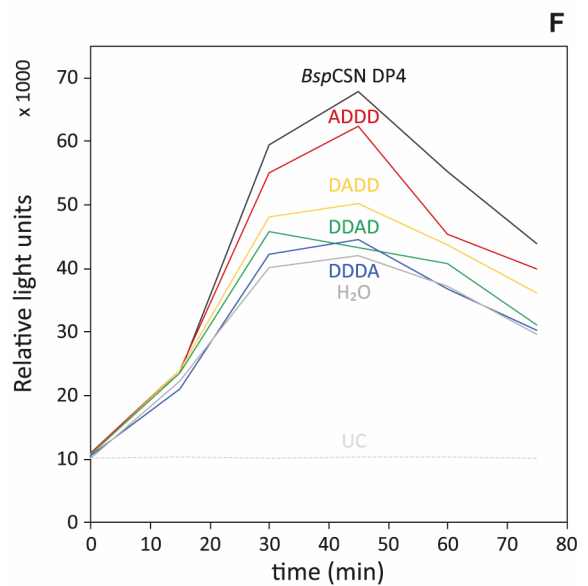 F
x 1000
Relative light units
70
60
50
40
30
20
10
0
BspCSN DP4
ADDD
DADD
DDAD
DDDA
H₂O
UC
0 10 20 30 40 50 60 70 80
time (min)